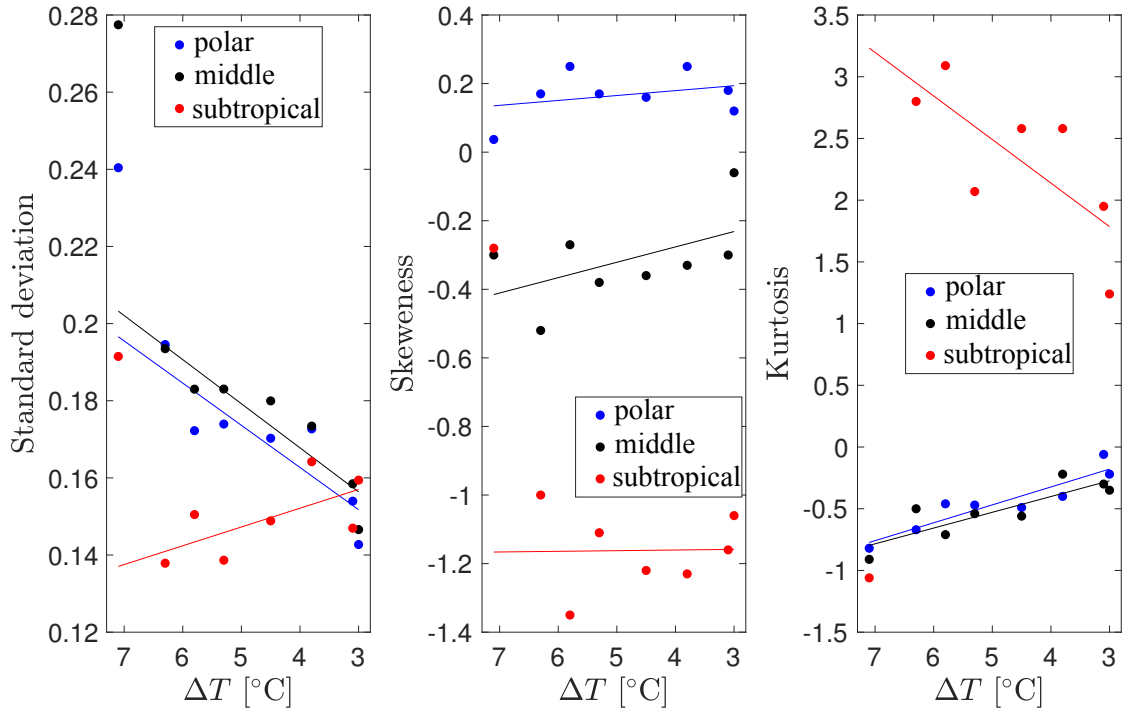 Standard deviation
0.28
0.26
0.24
0.22
0.2
0.18
0.16
0.14
0.12
polar
middle
subtropical
7 6 5 4 3
ΔT [°C]
Skeweness
0.4
0.2
0
-0.2
-0.4
-0.6
-0.8
-1
-1.2
-1.4
polar
middle
subtropical
7 6 5 4 3
ΔT [°C]
Kurtosis
3.5
3
2.5
2
1.5
1
0.5
0
-0.5
-1
-1.5
polar
middle
subtropical
7 6 5 4 3
ΔT [°C]